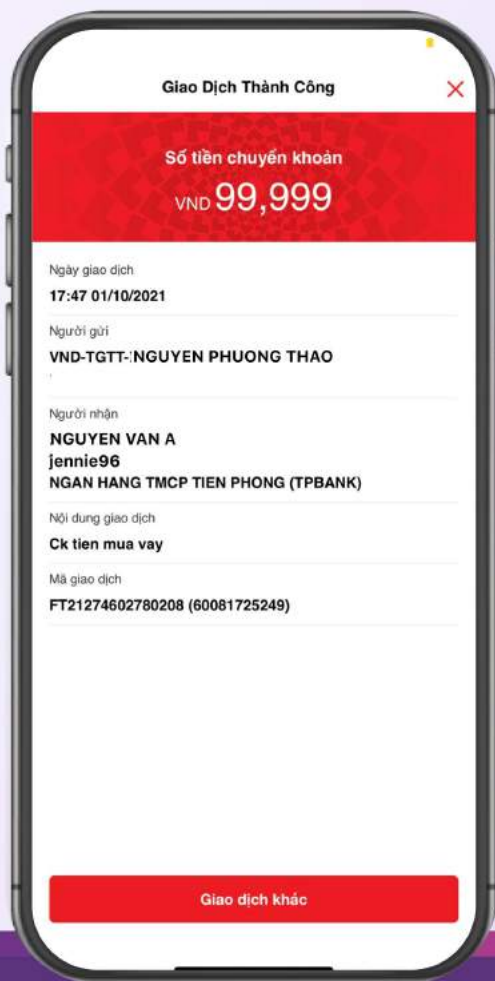 Giao Dịch Thành Công
Số tiền chuyển khoản
VND 99,999
Ngày giao dịch
17:47 01/10/2021
Người gửi
VND-TGTT-NGUYEN PHUONG THAO
Người nhận
NGUYEN VAN A
jennie96
NGAN HANG TMCP TIEN PHONG (TPBANK)
Nội dung giao dịch
Ck tien mua vay
Mã giao dịch
FT21274602780208 (60081725249)
Giao dịch khác